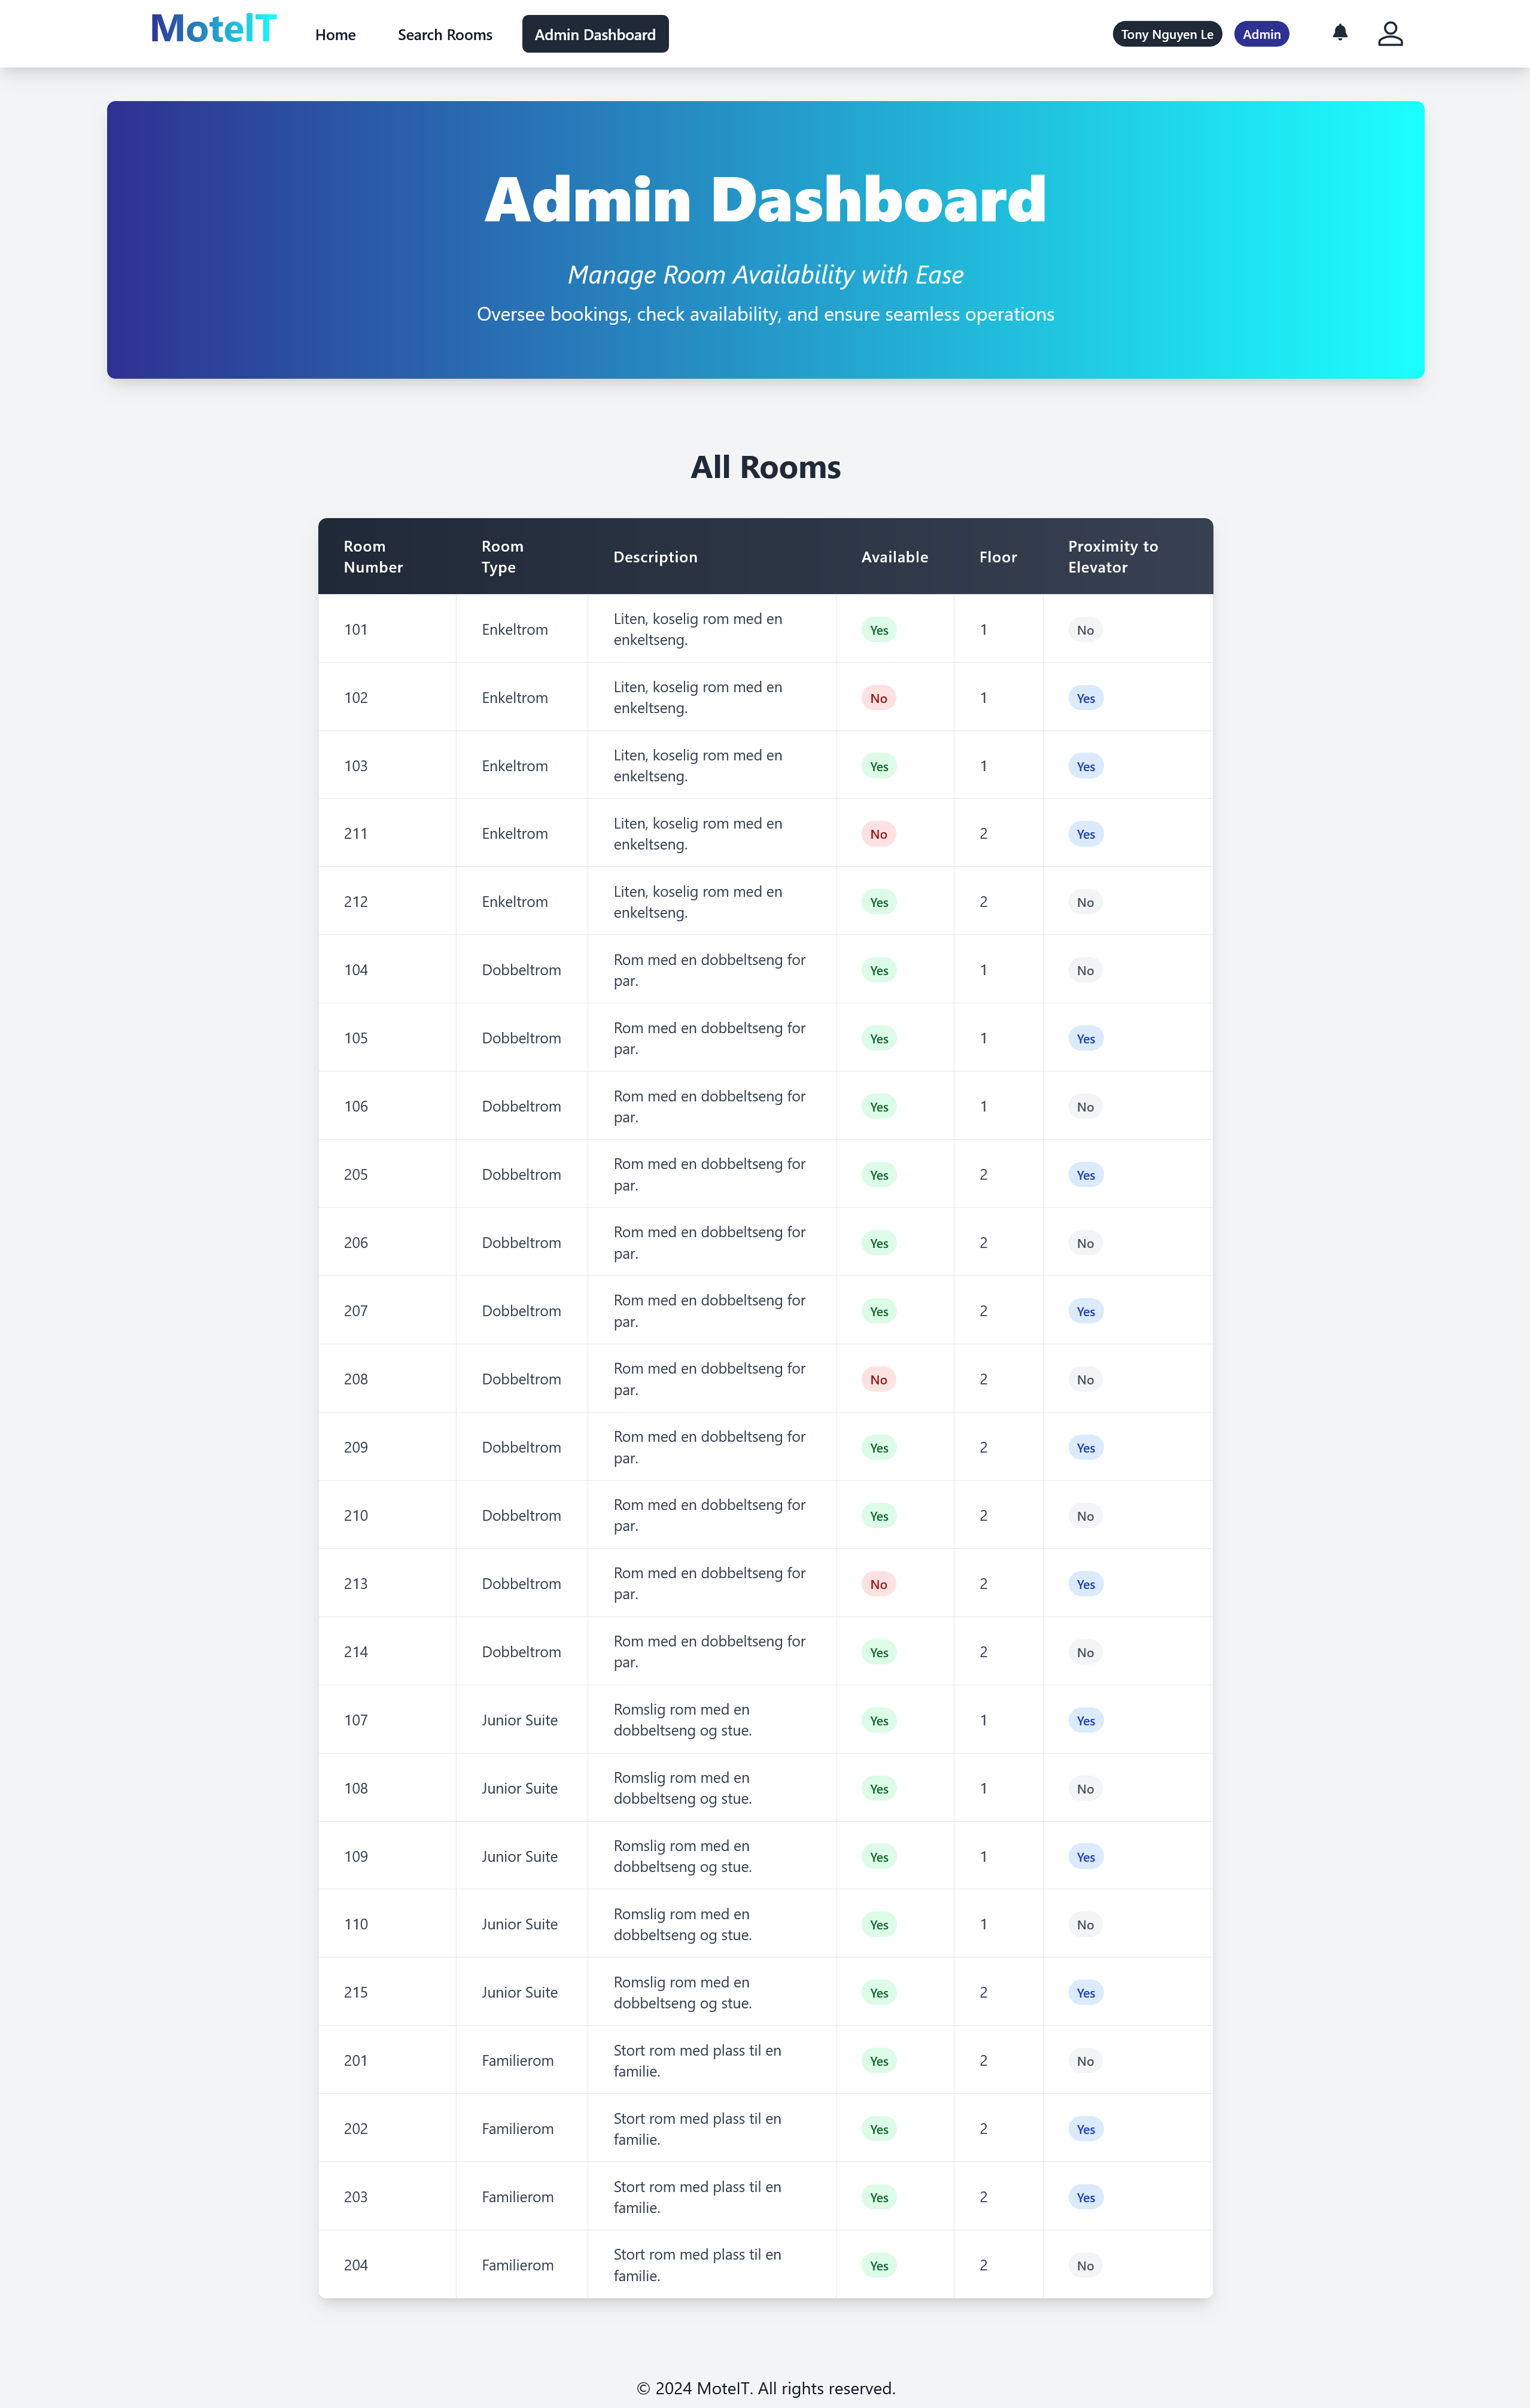 MotelT Home Search Rooms Admin Dashboard Tony Nguyen Le Admin
Admin Dashboard
Manage Room Availability with Ease
Oversee bookings, check availability, and ensure seamless operations
All Rooms
Room Number Room Type Description Available Floor Proximity to Elevator
101 Enkeltrom Liten, koselig rom med en enkeltseng. Yes 1 No
102 Enkeltrom Liten, koselig rom med en enkeltseng. No 1 Yes
103 Enkeltrom Liten, koselig rom med en enkeltseng. Yes 1 Yes
211 Enkeltrom Liten, koselig rom med en enkeltseng. No 2 Yes
212 Enkeltrom Liten, koselig rom med en enkeltseng. Yes 2 No
104 Dobbeltrom Rom med en dobbeltseng for par. Yes 1 No
105 Dobbeltrom Rom med en dobbeltseng for par. Yes 1 Yes
106 Dobbeltrom Rom med en dobbeltseng for par. Yes 1 No
205 Dobbeltrom Rom med en dobbeltseng for par. Yes 2 Yes
206 Dobbeltrom Rom med en dobbeltseng for par. Yes 2 No
207 Dobbeltrom Rom med en dobbeltseng for par. Yes 2 Yes
208 Dobbeltrom Rom med en dobbeltseng for par. No 2 No
209 Dobbeltrom Rom med en dobbeltseng for par. Yes 2 Yes
210 Dobbeltrom Rom med en dobbeltseng for par. Yes 2 No
213 Dobbeltrom Rom med en dobbeltseng for par. No 2 Yes
214 Dobbeltrom Rom med en dobbeltseng for par. Yes 2 No
107 Junior Suite Romslig rom med en dobbeltseng og stue. Yes 1 Yes
108 Junior Suite Romslig rom med en dobbeltseng og stue. Yes 1 No
109 Junior Suite Romslig rom med en dobbeltseng og stue. Yes 1 Yes
110 Junior Suite Romslig rom med en dobbeltseng og stue. Yes 1 No
215 Junior Suite Romslig rom med en dobbeltseng og stue. Yes 2 Yes
201 Familierom Stort rom med plass til en familie. Yes 2 No
202 Familierom Stort rom med plass til en familie. Yes 2 Yes
203 Familierom Stort rom med plass til en familie. Yes 2 Yes
204 Familierom Stort rom med plass til en familie. Yes 2 No
© 2024 MotelT. All rights reserved.